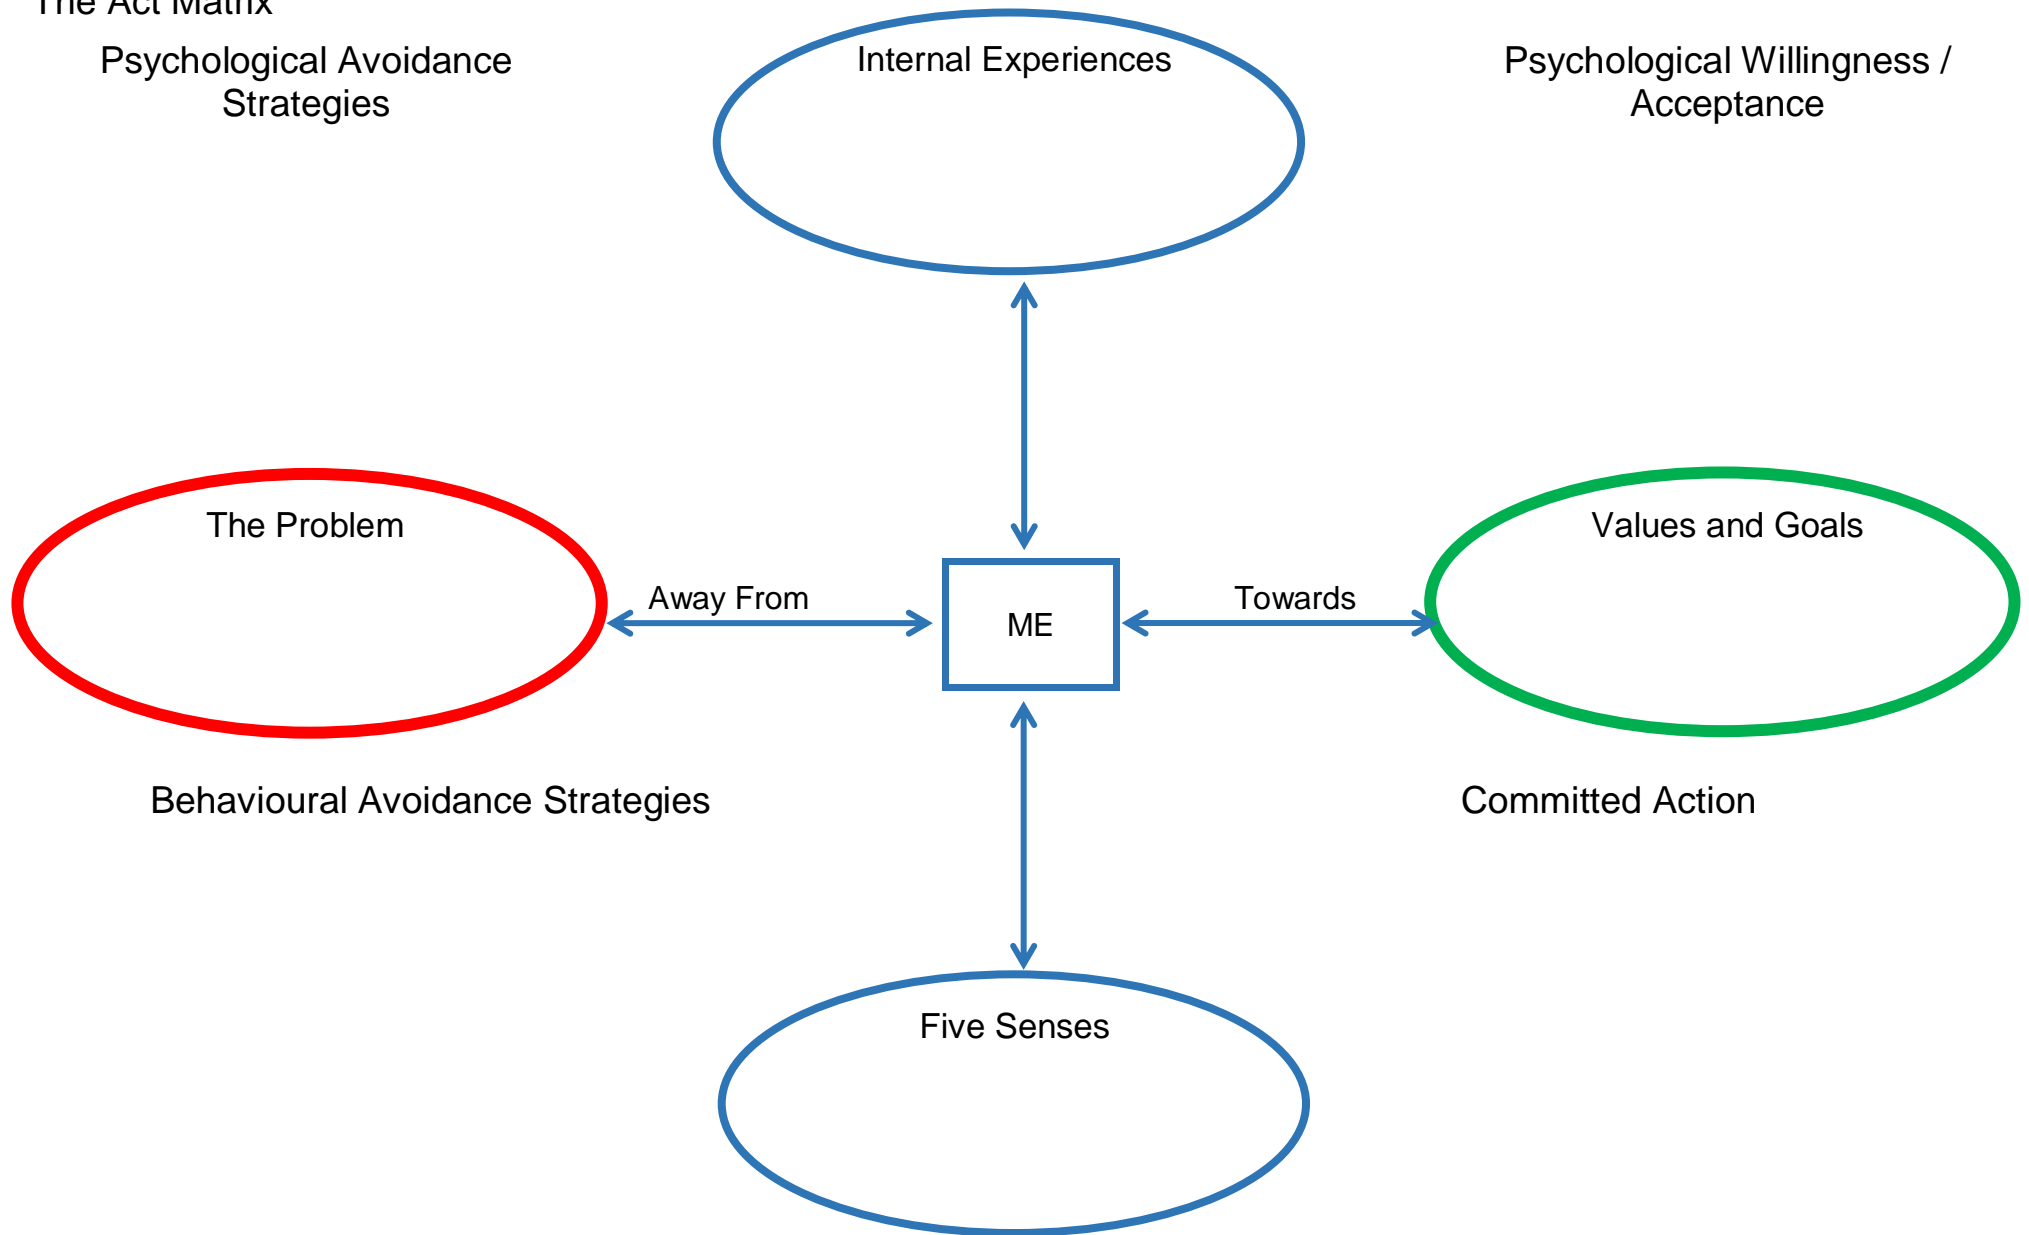 The Act Matrix
Psychological Avoidance
Strategies
Internal Experiences
Psychological Willingness /
Acceptance
The Problem
Values and Goals
Away From
Towards
ME
Behavioural Avoidance Strategies
Committed Action
Five Senses